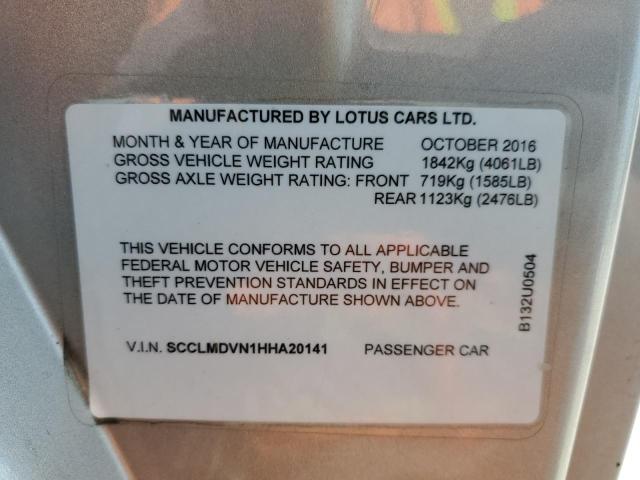 MANUFACTURED BY LOTUS CARS LTD.
MONTH & YEAR OF MANUFACTURE OCTOBER 2016
GROSS VEHICLE WEIGHT RATING 1842Kg (4061LB)
GROSS AXLE WEIGHT RATING: FRONT 719Kg (1585LB)
REAR 1123Kg (2476LB)
THIS VEHICLE CONFORMS TO ALL APPLICABLE
FEDERAL MOTOR VEHICLE SAFETY, BUMPER AND
THEFT PREVENTION STANDARDS IN EFFECT ON
THE DATE OF MANUFACTURE SHOWN ABOVE.
B132U0504
V.I.N. SCCLMDVN1HHA20141 PASSENGER CAR